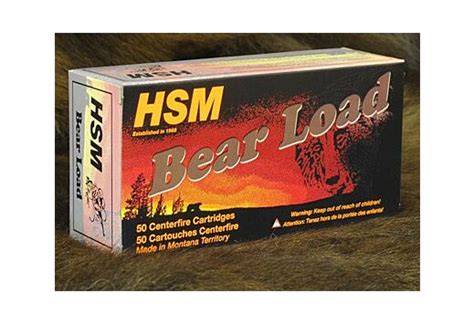 HSM
Established in 1968
Bear Load
50 Centerfire Cartridges
50 Cartouches Centerfire
Made in Montana Territory
Warning: Keep out of reach of children!
Attention: Tenez hors de la portée des enfants!
HSM
Bear Load